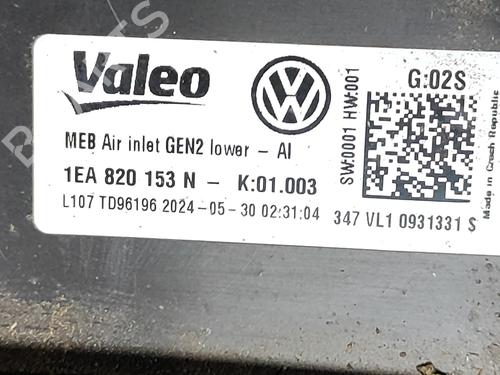 Valeo
G:02S
MEB Air inlet GEN2 lower - AI
1EA 820 153 N - K:01.003
L107 TD96196 2024-05-30 02:31:04
347 VL1 0931331 S
SW:0001 HW:001
Made in Czech Republic